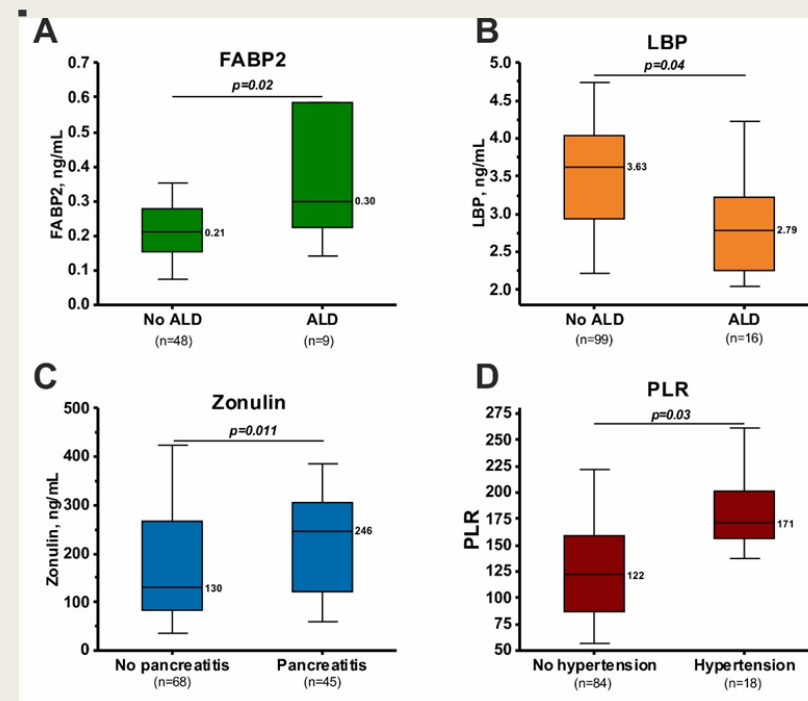 A
FABP2
p=0.02
FABP2, ng/mL
0.7
0.6
0.5
0.4
0.3
0.2
0.1
0.0
0.21
0.30
No ALD
ALD
(n=48)
(n=9)
B
LBP
p=0.04
LBP, ng/mL
5.0
4.5
4.0
3.5
3.0
2.5
2.0
3.63
2.79
No ALD
ALD
(n=99)
(n=16)
C
Zonulin
p=0.011
Zonulin, ng/mL
500
400
300
200
100
0
130
246
No pancreatitis
Pancreatitis
(n=68)
(n=45)
D
PLR
p=0.03
PLR
275
250
225
200
175
150
125
100
75
50
122
171
No hypertension
Hypertension
(n=84)
(n=18)